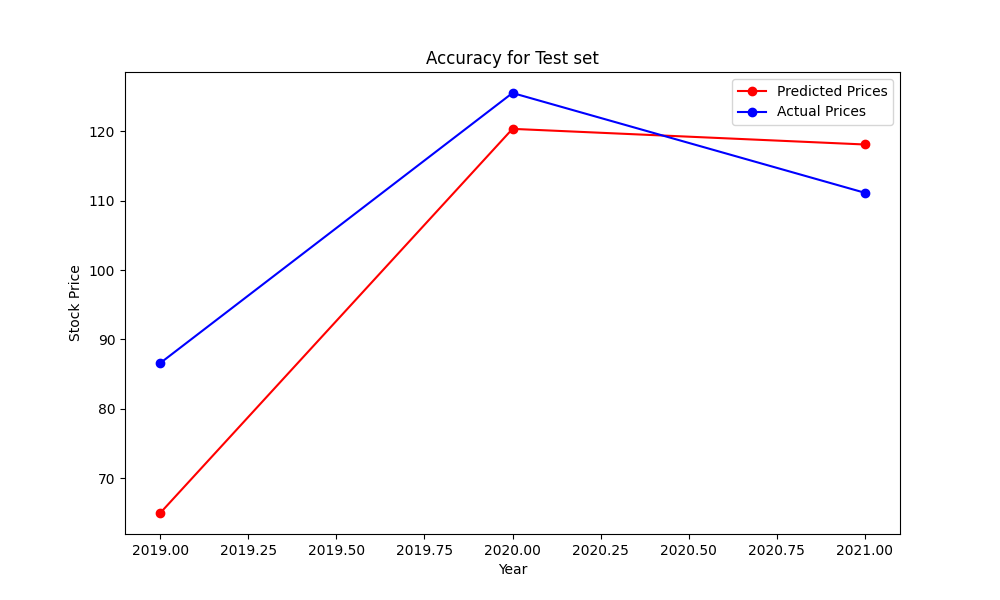 Accuracy for Test set
Predicted Prices
Actual Prices
120
110
100
90
80
70
Stock Price
2019.00 2019.25 2019.50 2019.75 2020.00 2020.25 2020.50 2020.75 2021.00
Year